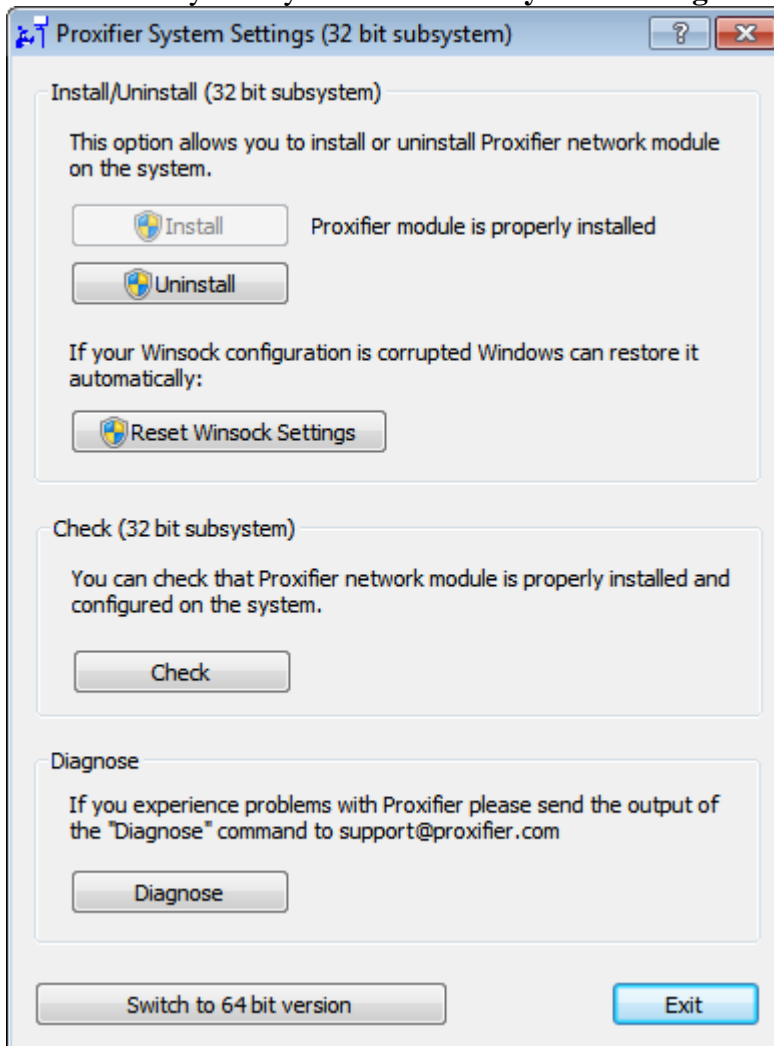 Proxifier System Settings (32 bit subsystem)
Install/Uninstall (32 bit subsystem)
This option allows you to install or uninstall Proxifier network module
on the system.
Install
Proxifier module is properly installed
Uninstall
If your Winsock configuration is corrupted Windows can restore it
automatically:
Reset Winsock Settings
Check (32 bit subsystem)
You can check that Proxifier network module is properly installed and
configured on the system.
Check
Diagnose
If you experience problems with Proxifier please send the output of
the "Diagnose" command to support@proxifier.com
Diagnose
Switch to 64 bit version
Exit